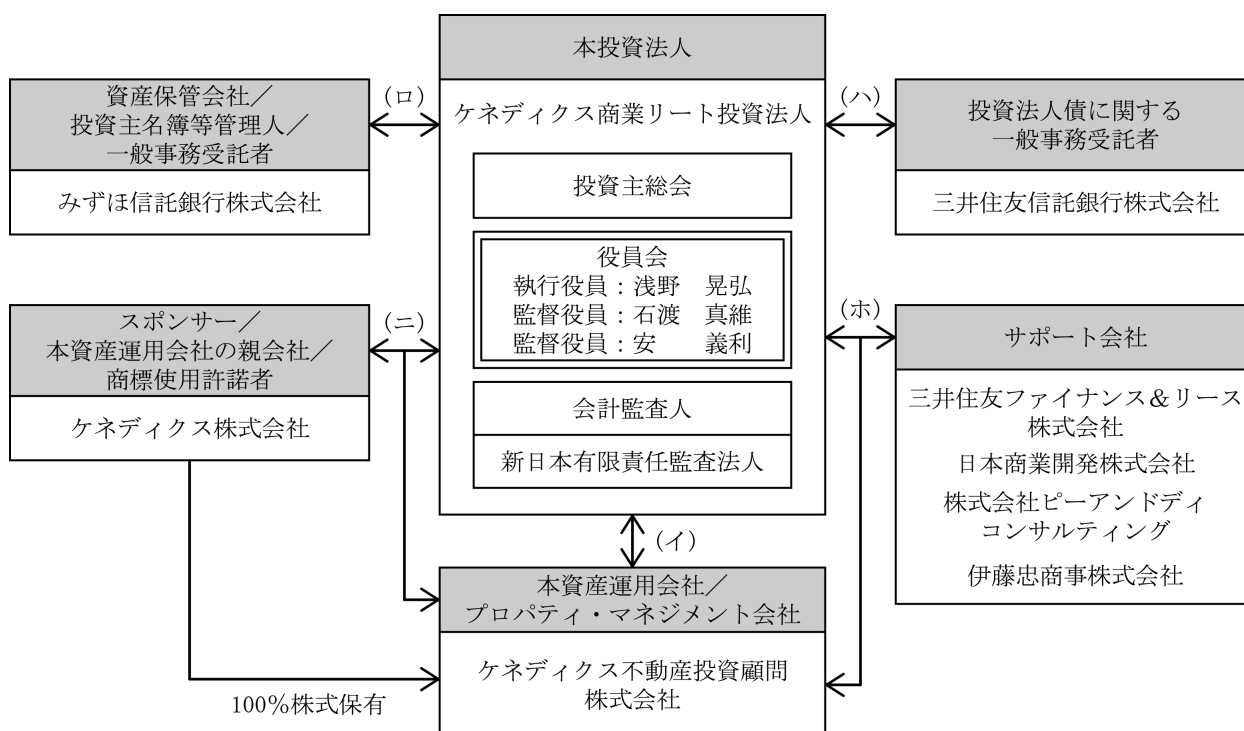 本投資法人
ケネディクス商業リート投資法人
投資主総会
役員会
執行役員：浅野　晃弘
監督役員：石渡　真維
監督役員：安　　義利
会計監査人
新日本有限責任監査法人
資産保管会社／
投資主名簿等管理人／
一般事務受託者
みずほ信託銀行株式会社
(ロ)
(ハ)
投資法人債に関する
一般事務受託者
三井住友信託銀行株式会社
スポンサー／
本資産運用会社の親会社／
商標使用許諾者
ケネディクス株式会社
(ニ)
(ホ)
サポート会社
三井住友ファイナンス＆リース
株式会社
日本商業開発株式会社
株式会社ピーアンドディ
コンサルティング
伊藤忠商事株式会社
(イ)
本資産運用会社／
プロパティ・マネジメント会社
ケネディクス不動産投資顧問
株式会社
100％株式保有